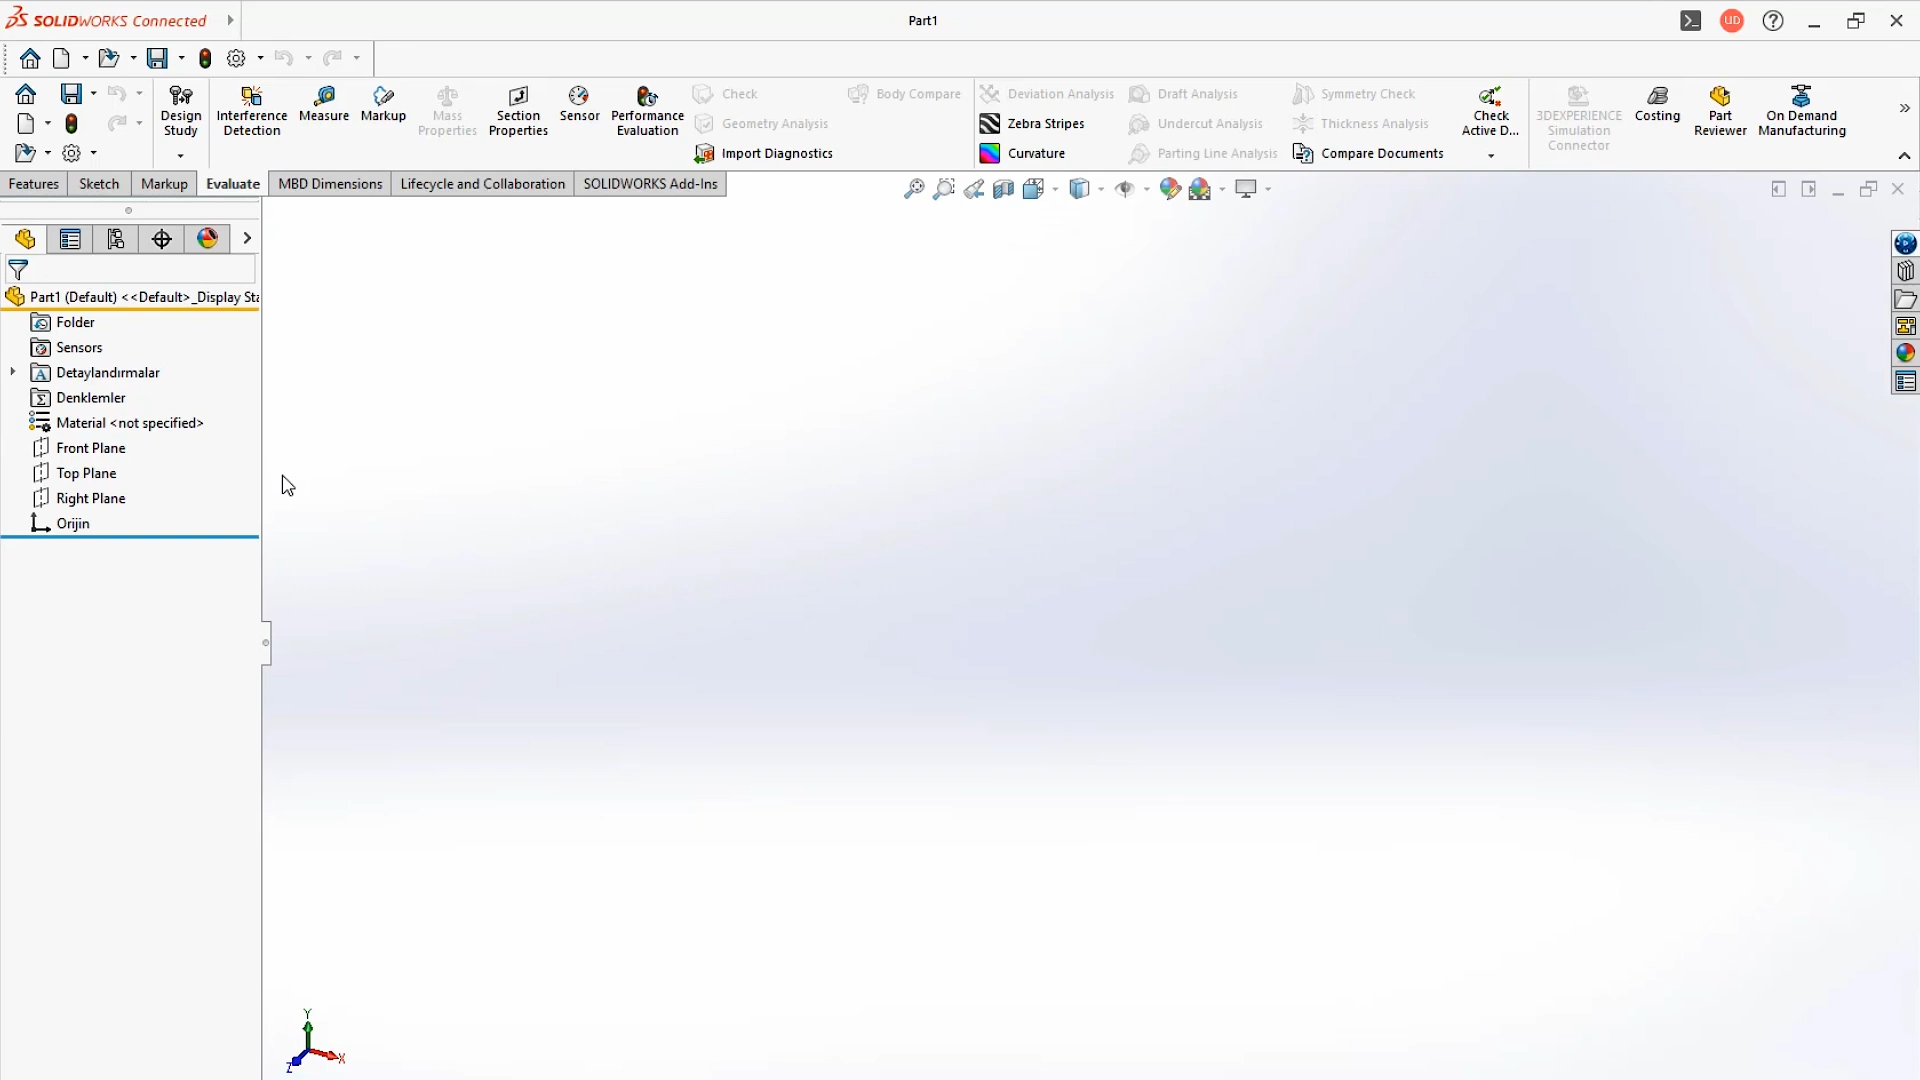 SOLIDWORKS Connected
Part1
UD
Design Study
Interference Detection
Measure
Markup
Mass Properties
Section Properties
Sensor
Performance Evaluation
Check
Geometry Analysis
Import Diagnostics
Body Compare
Deviation Analysis
Zebra Stripes
Curvature
Draft Analysis
Undercut Analysis
Parting Line Analysis
Symmetry Check
Thickness Analysis
Compare Documents
Check Active D...
3DEXPERIENCE Simulation Connector
Costing
Part Reviewer
On Demand Manufacturing
Features
Sketch
Markup
Evaluate
MBD Dimensions
Lifecycle and Collaboration
SOLIDWORKS Add-Ins
Part1 (Default) <<Default>_Display Sta
Folder
Sensors
Detaylandırmalar
Denklemler
Material <not specified>
Front Plane
Top Plane
Right Plane
Orijin
Y
X
Z